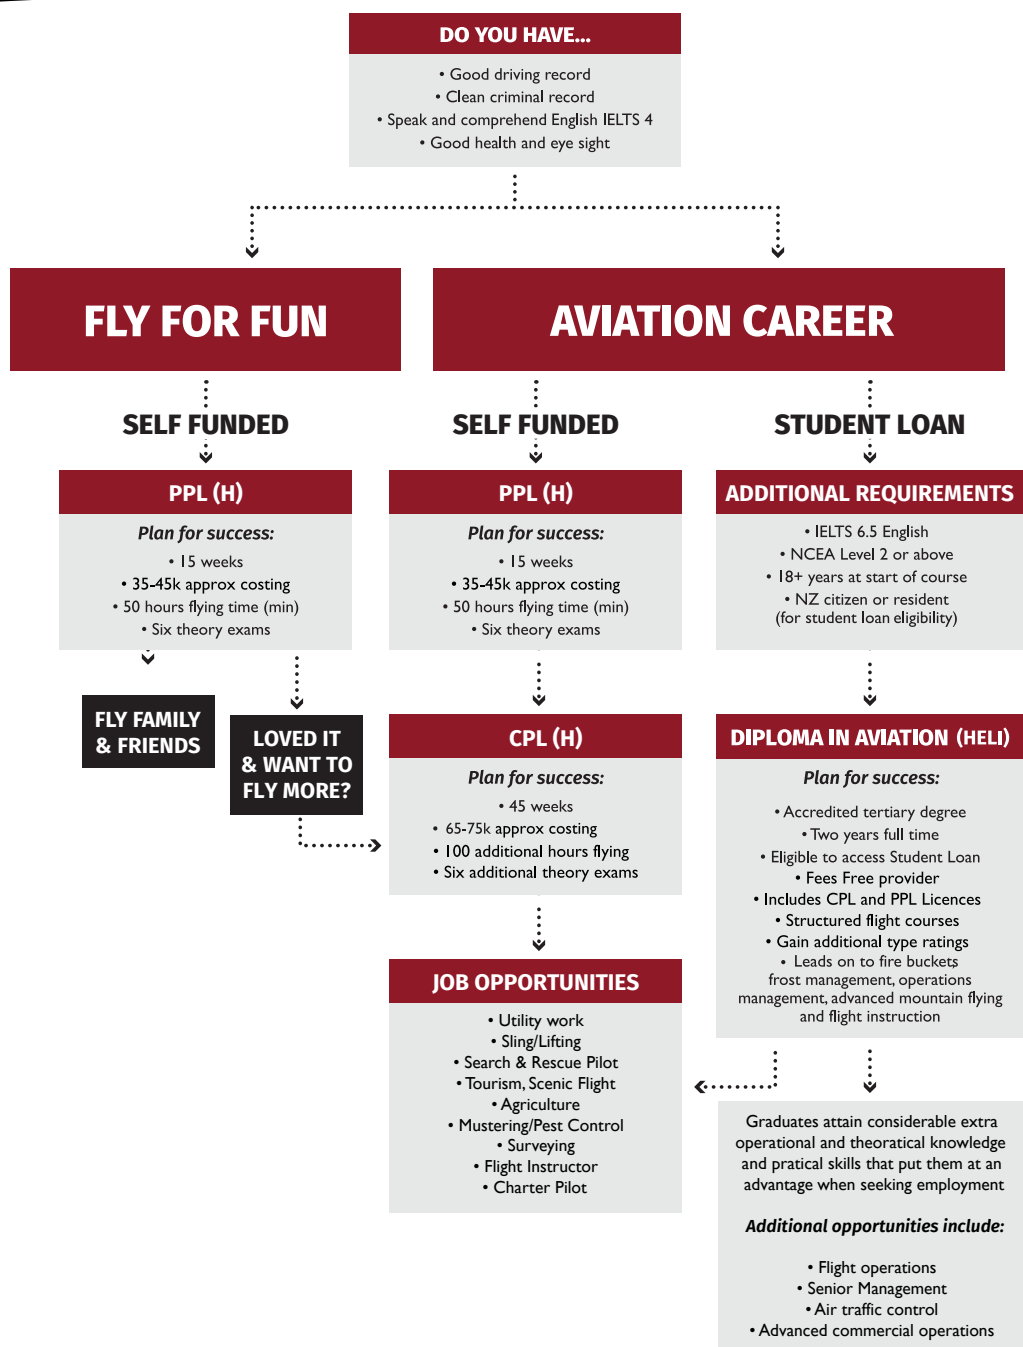 DO YOU HAVE...
• Good driving record
• Clean criminal record
• Speak and comprehend English IELTS 4
• Good health and eye sight
FLY FOR FUN
AVIATION CAREER
SELF FUNDED
SELF FUNDED
STUDENT LOAN
PPL (H)
Plan for success:
• 15 weeks
• 35-45k approx costing
• 50 hours flying time (min)
• Six theory exams
PPL (H)
Plan for success:
• 15 weeks
• 35-45k approx costing
• 50 hours flying time (min)
• Six theory exams
ADDITIONAL REQUIREMENTS
• IELTS 6.5 English
• NCEA Level 2 or above
• 18+ years at start of course
• NZ citizen or resident
(for student loan eligibility)
FLY FAMILY
& FRIENDS
LOVED IT
& WANT TO
FLY MORE?
CPL (H)
Plan for success:
• 45 weeks
• 65-75k approx costing
• 100 additional hours flying
• Six additional theory exams
DIPLOMA IN AVIATION (HELI)
Plan for success:
• Accredited tertiary degree
• Two years full time
• Eligible to access Student Loan
• Fees Free provider
• Includes CPL and PPL Licences
• Structured flight courses
• Gain additional type ratings
• Leads on to fire buckets,
frost management, operations
management, advanced mountain flying
and flight instruction
JOB OPPORTUNITIES
• Utility work
• Sling/Lifting
• Search & Rescue Pilot
• Tourism, Scenic Flight
• Agriculture
• Mustering/Pest Control
• Surveying
• Flight Instructor
• Charter Pilot
Graduates attain considerable extra
operational and theoratical knowledge
and pratical skills that put them at an
advantage when seeking employment
Additional opportunities include:
• Flight operations
• Senior Management
• Air traffic control
• Advanced commercial operations